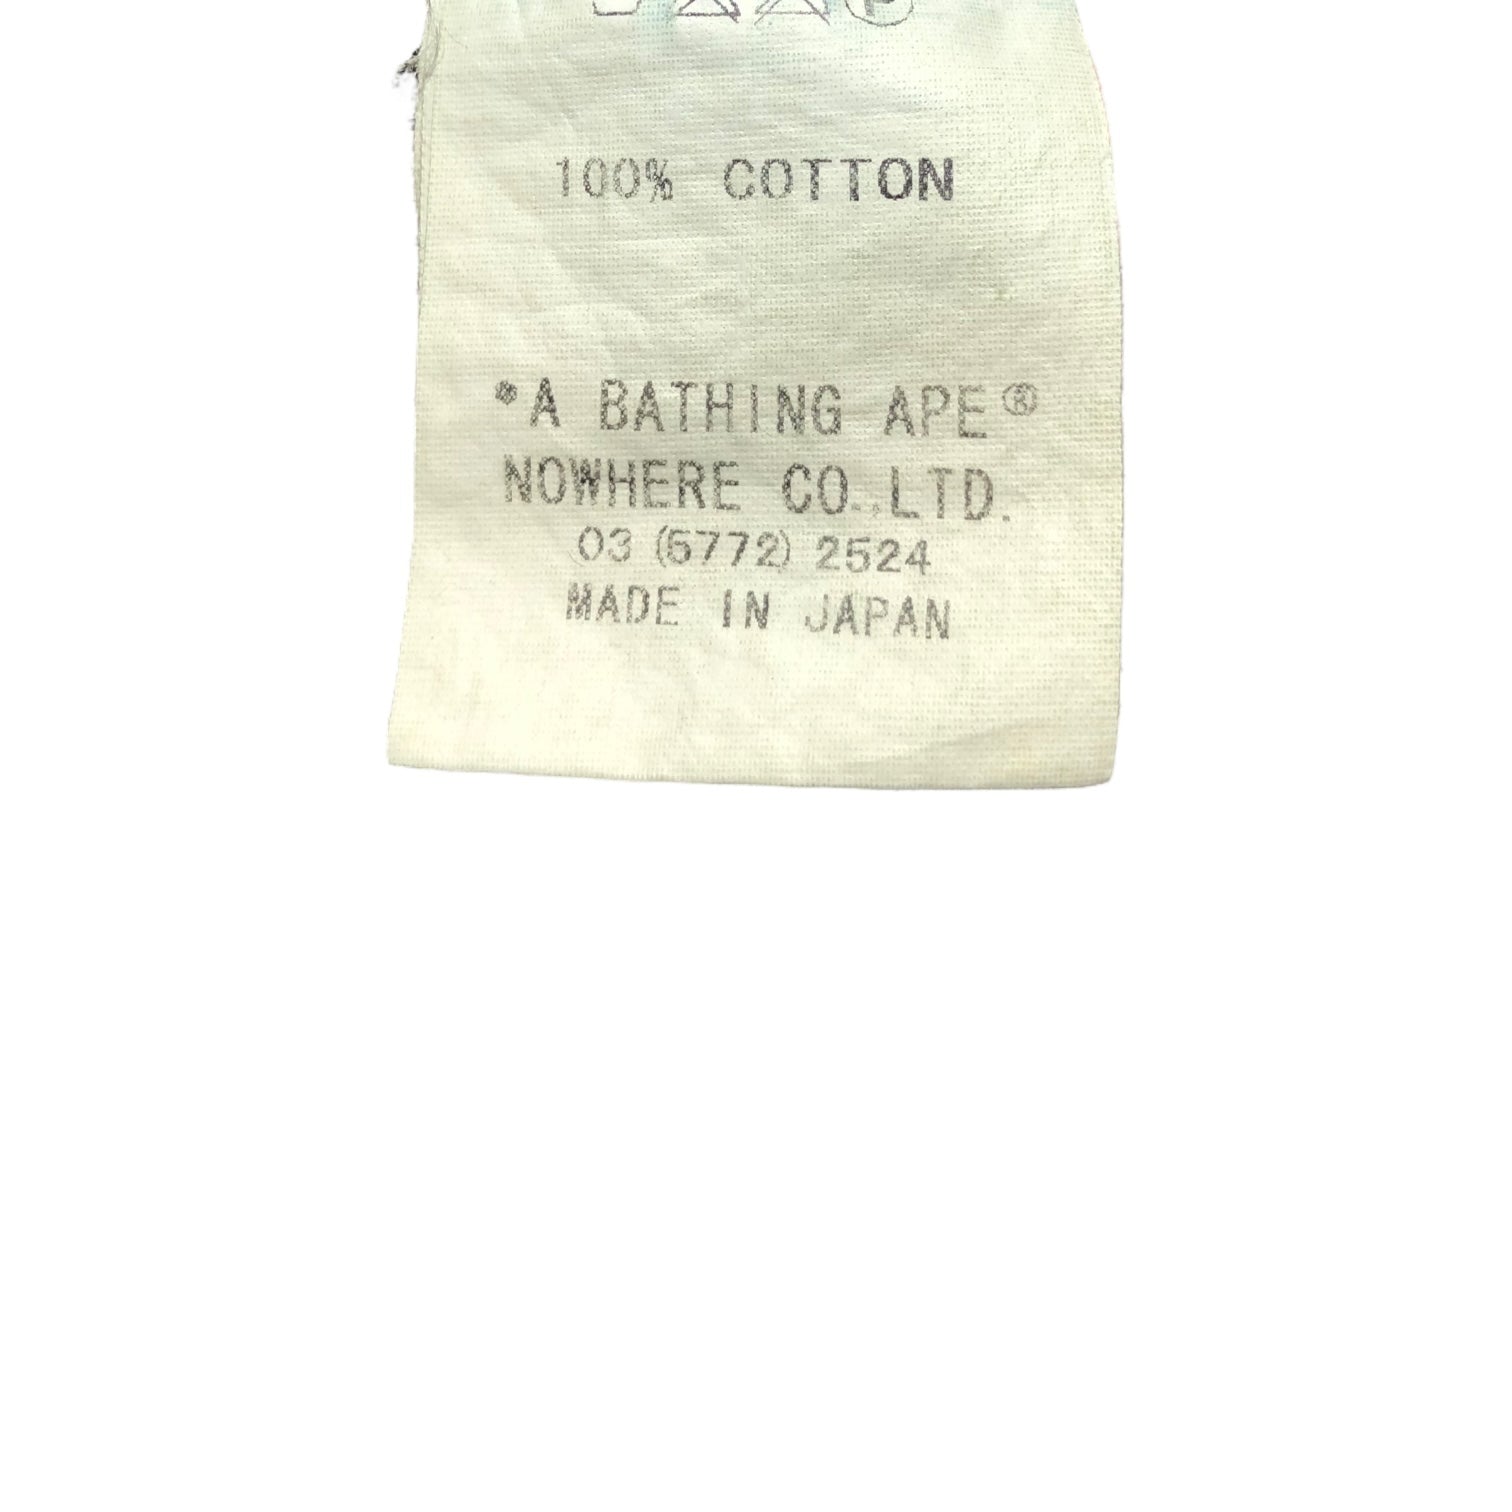 100% COTTON
*A BATHING APE®
NOWHERE CO.,LTD.
03 (5772) 2524
MADE IN JAPAN